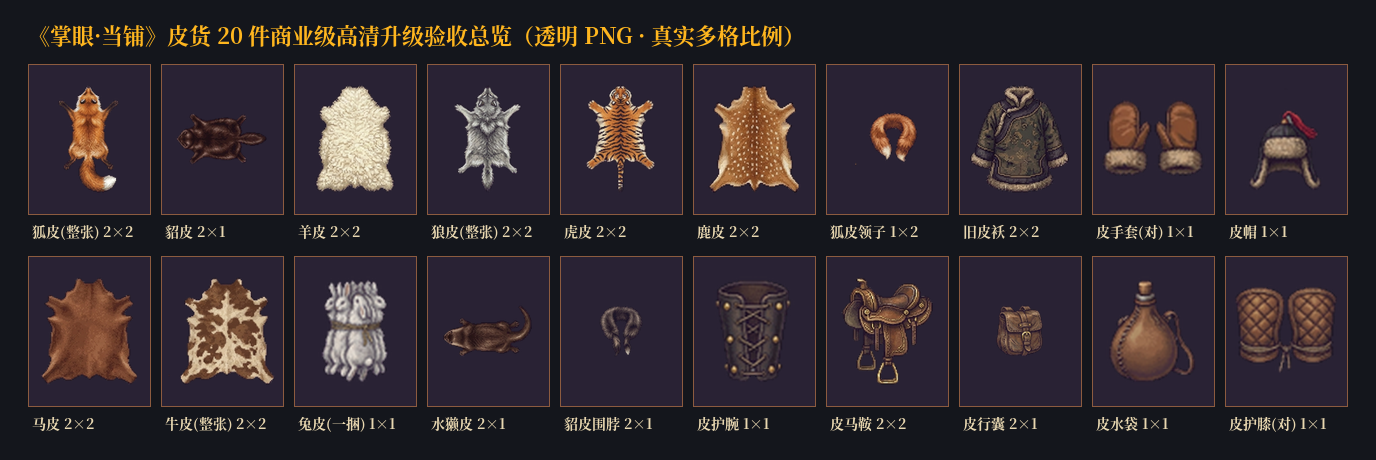 《掌眼·当铺》皮货 20 件商业级高清升级验收总览（透明 PNG · 真实多格比例）
狐皮(整张) 2×2
貂皮 2×1
羊皮 2×2
狼皮(整张) 2×2
虎皮 2×2
鹿皮 2×2
狐皮领子 1×2
旧皮袄 2×2
皮手套(对) 1×1
皮帽 1×1
马皮 2×2
牛皮(整张) 2×2
兔皮(一捆) 1×1
水獭皮 2×1
貂皮围脖 2×1
皮护腕 1×1
皮马鞍 2×2
皮行囊 2×1
皮水袋 1×1
皮护膝(对) 1×1